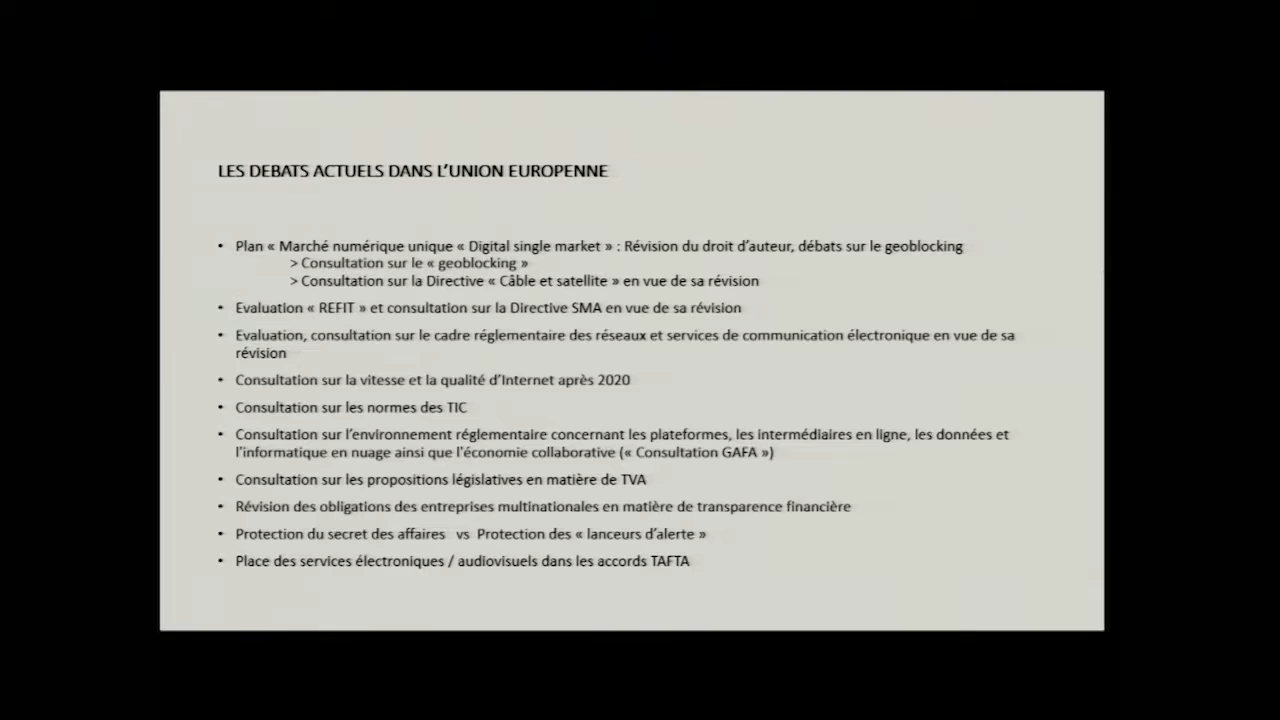 LES DEBATS ACTUELS DANS L'UNION EUROPENNE
• Plan « Marché numérique unique « Digital single market » : Révision du droit d'auteur, débats sur le geoblocking
> Consultation sur le « geoblocking »
> Consultation sur la Directive « Câble et satellite » en vue de sa révision
• Evaluation « REFIT » et consultation sur la Directive SMA en vue de sa révision
• Evaluation, consultation sur le cadre réglementaire des réseaux et services de communication électronique en vue de sa
révision
• Consultation sur la vitesse et la qualité d'Internet après 2020
• Consultation sur les normes des TIC
• Consultation sur l'environnement réglementaire concernant les plateformes, les intermédiaires en ligne, les données et
l'informatique en nuage ainsi que l'économie collaborative (« Consultation GAFA »)
• Consultation sur les propositions législatives en matière de TVA
• Révision des obligations des entreprises multinationales en matière de transparence financière
• Protection du secret des affaires vs Protection des « lanceurs d'alerte »
• Place des services électroniques / audiovisuels dans les accords TAFTA